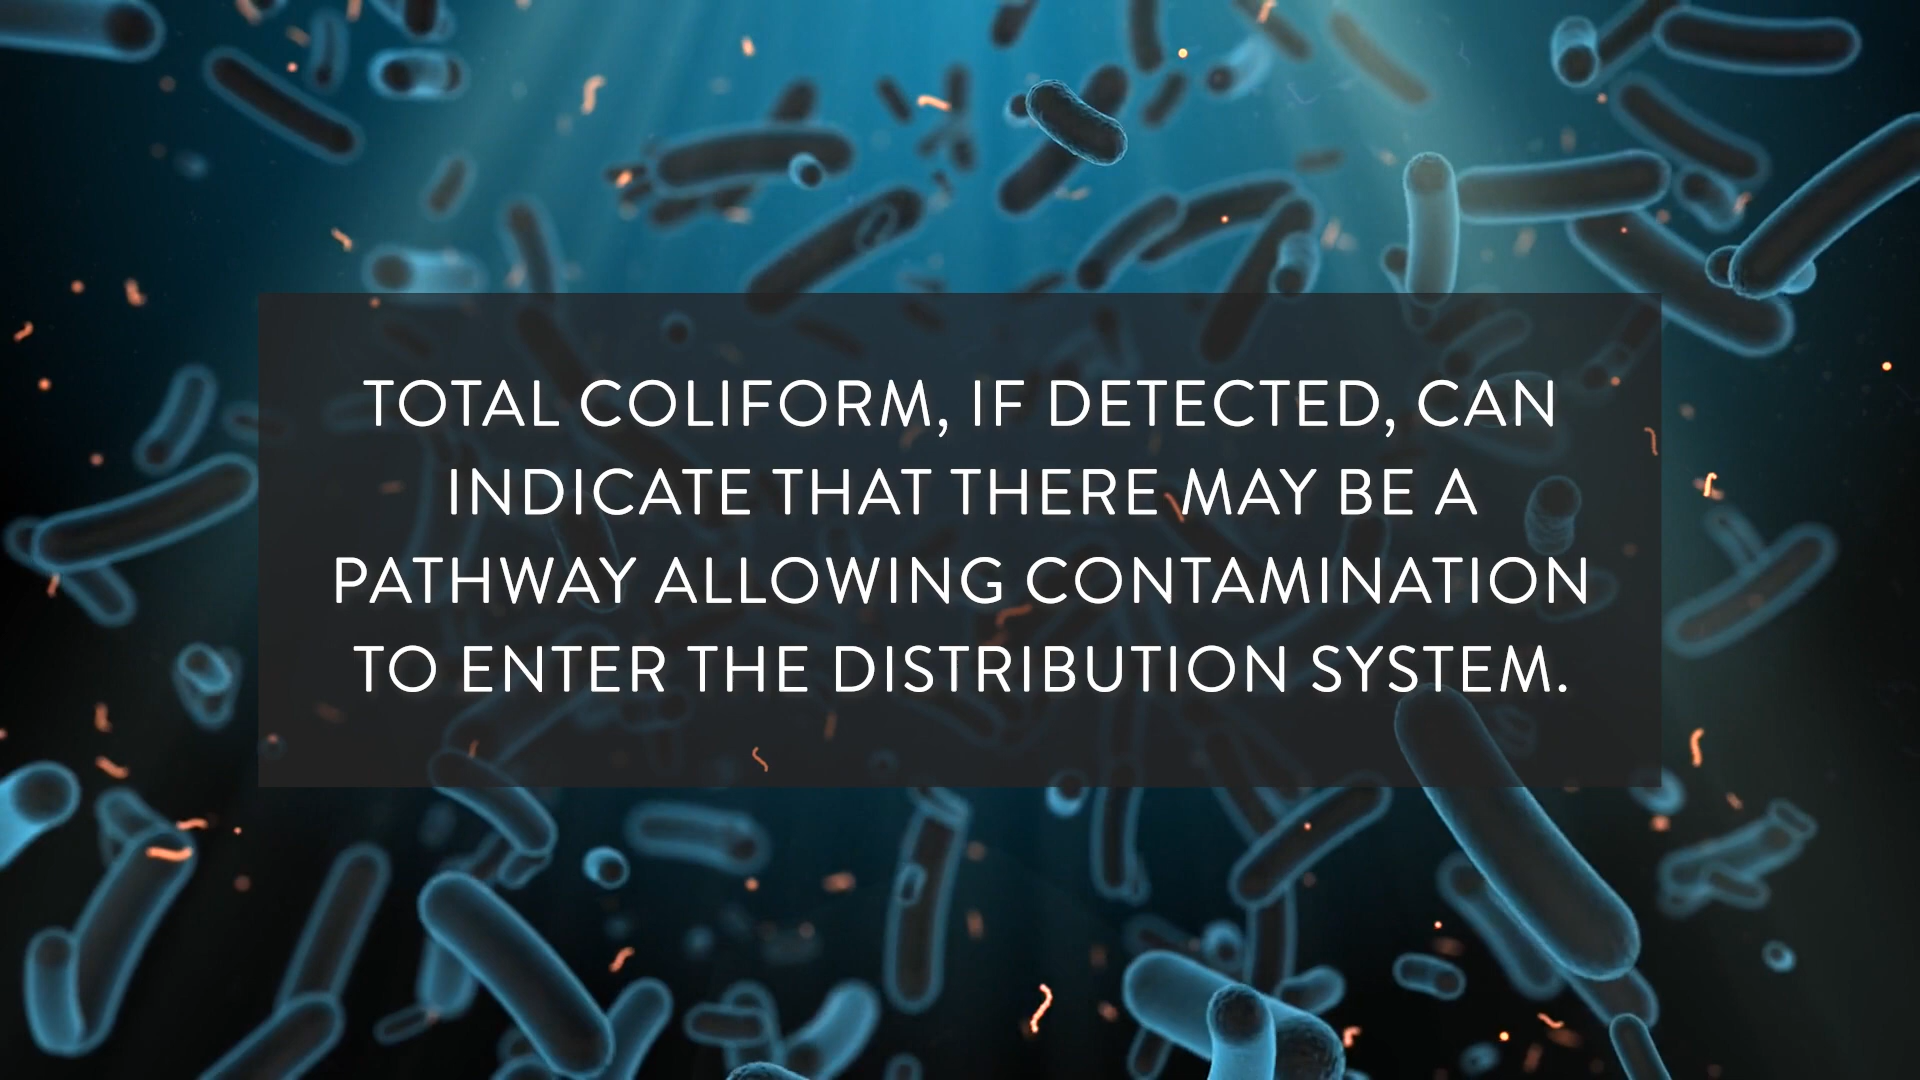 TOTAL COLIFORM, IF DETECTED, CAN
INDICATE THAT THERE MAY BE A
PATHWAY ALLOWING CONTAMINATION
TO ENTER THE DISTRIBUTION SYSTEM.